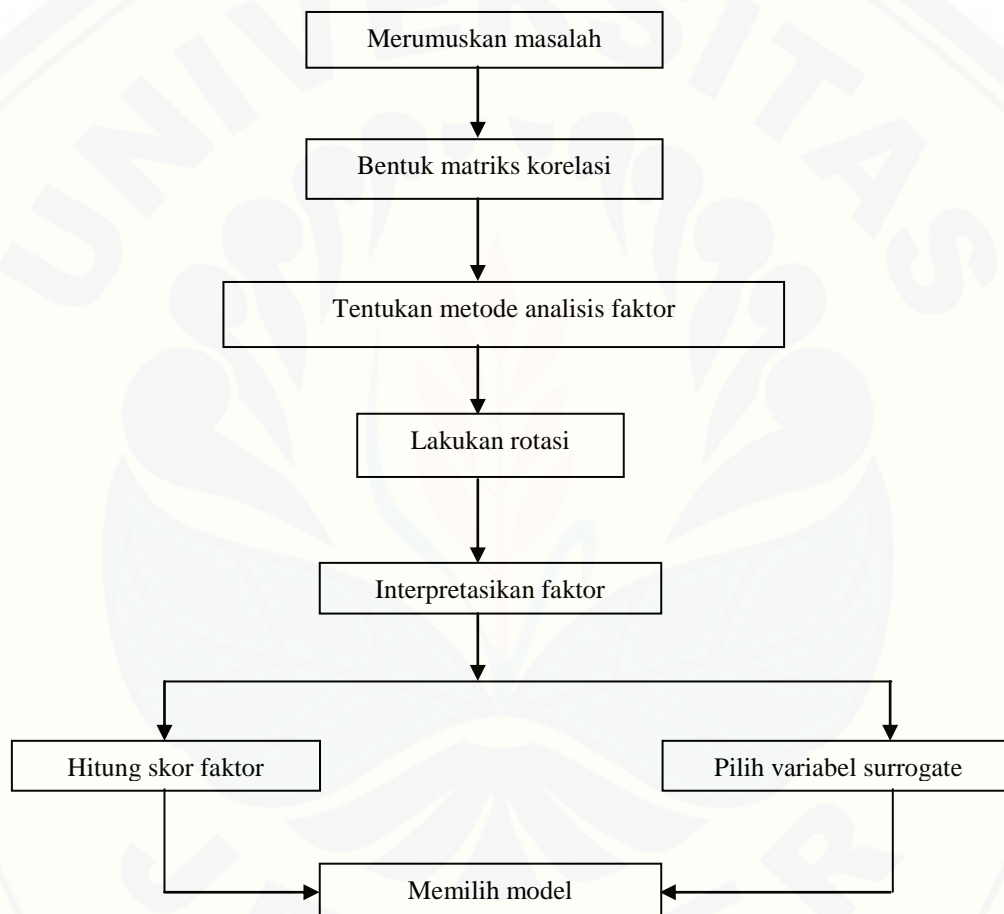 UNIVERSITAS
Merumuskan masalah
Bentuk matriks korelasi
Tentukan metode analisis faktor
Lakukan rotasi
Interpretasikan faktor
Hitung skor faktor
Pilih variabel surrogate
Memilih model